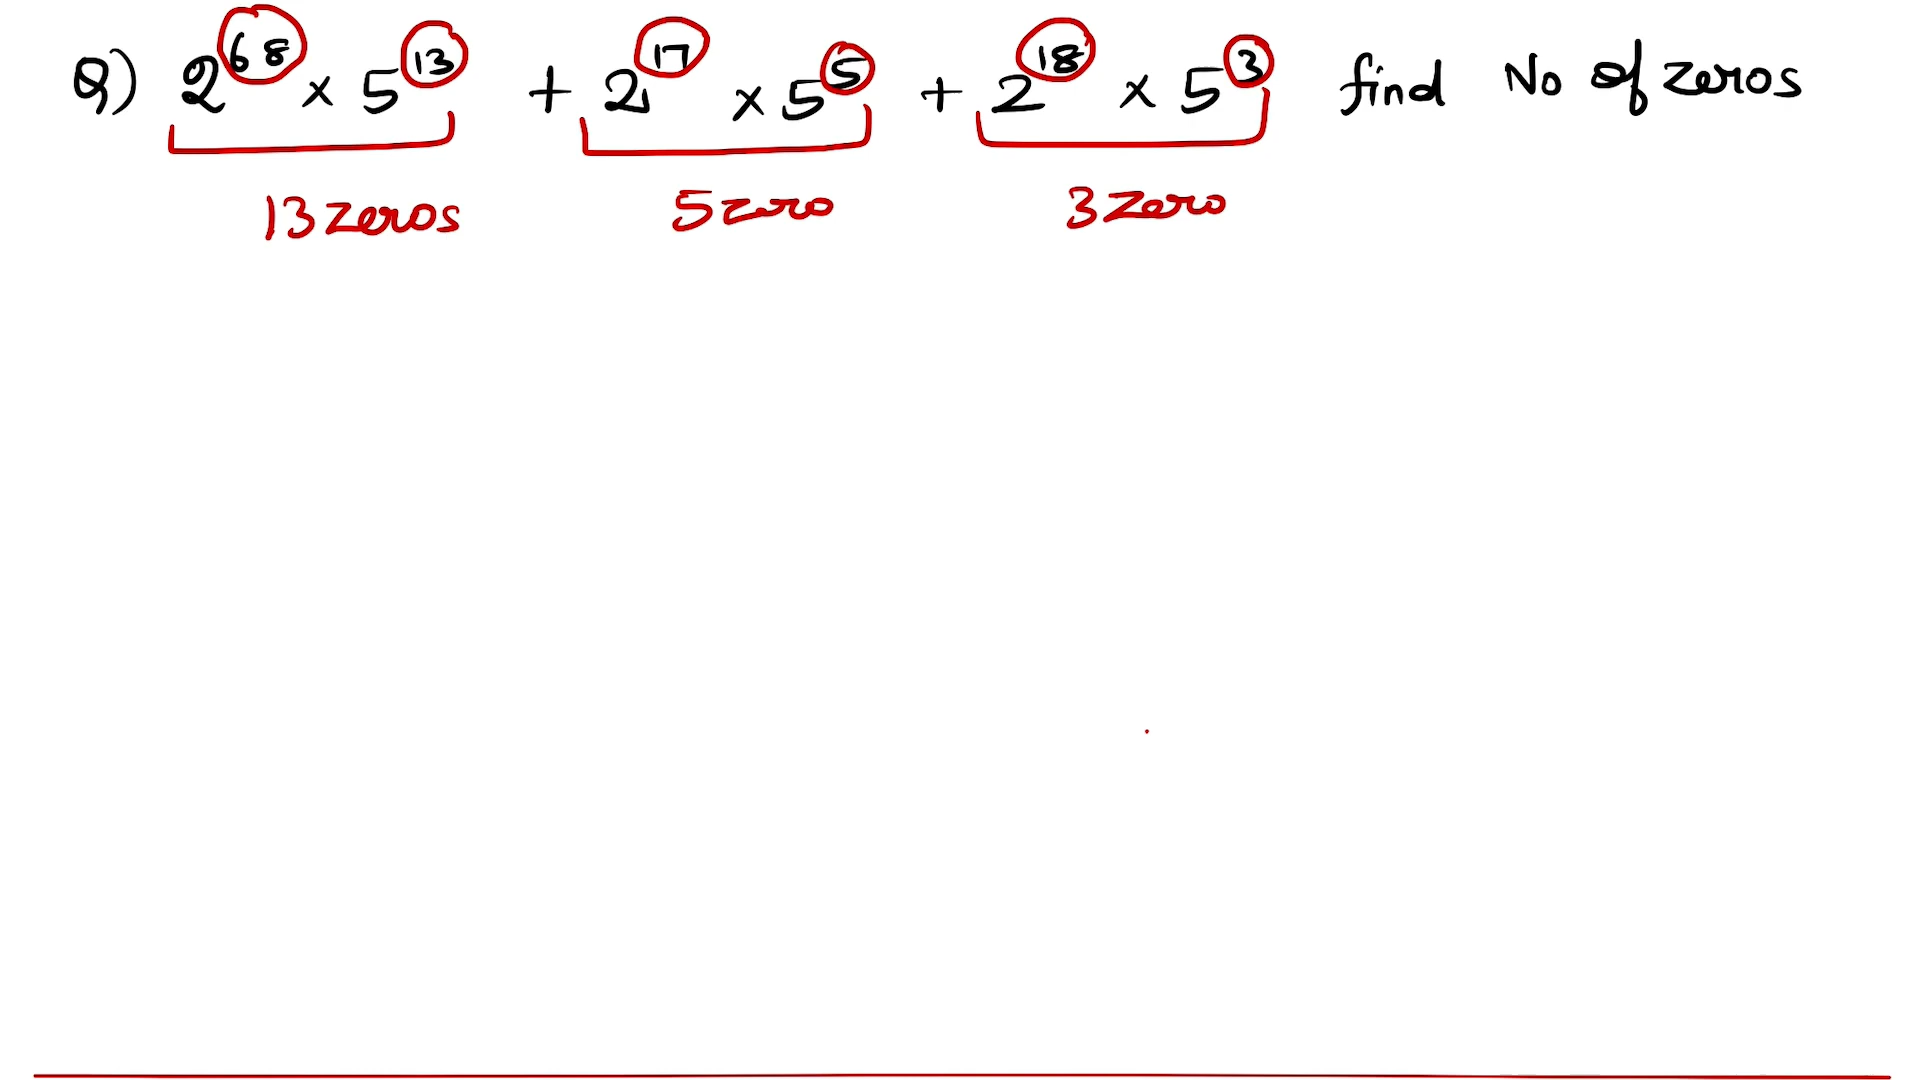 Q) 2^68 × 5^13 + 2^17 × 5^5 + 2^18 × 5^3 find No of zeros
13 zeros 5 zero 3 zero